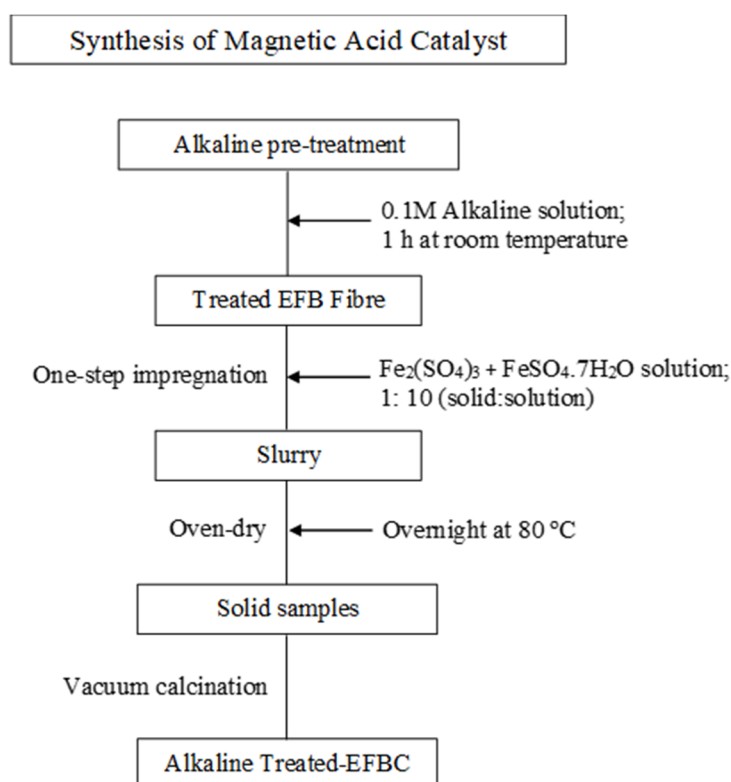 Synthesis of Magnetic Acid Catalyst
Alkaline pre-treatment
0.1M Alkaline solution;
1 h at room temperature
Treated EFB Fibre
One-step impregnation
Fe₂(SO₄)₃ + FeSO₄.7H₂O solution;
1: 10 (solid:solution)
Slurry
Oven-dry
Overnight at 80 °C
Solid samples
Vacuum calcination
Alkaline Treated-EFBC